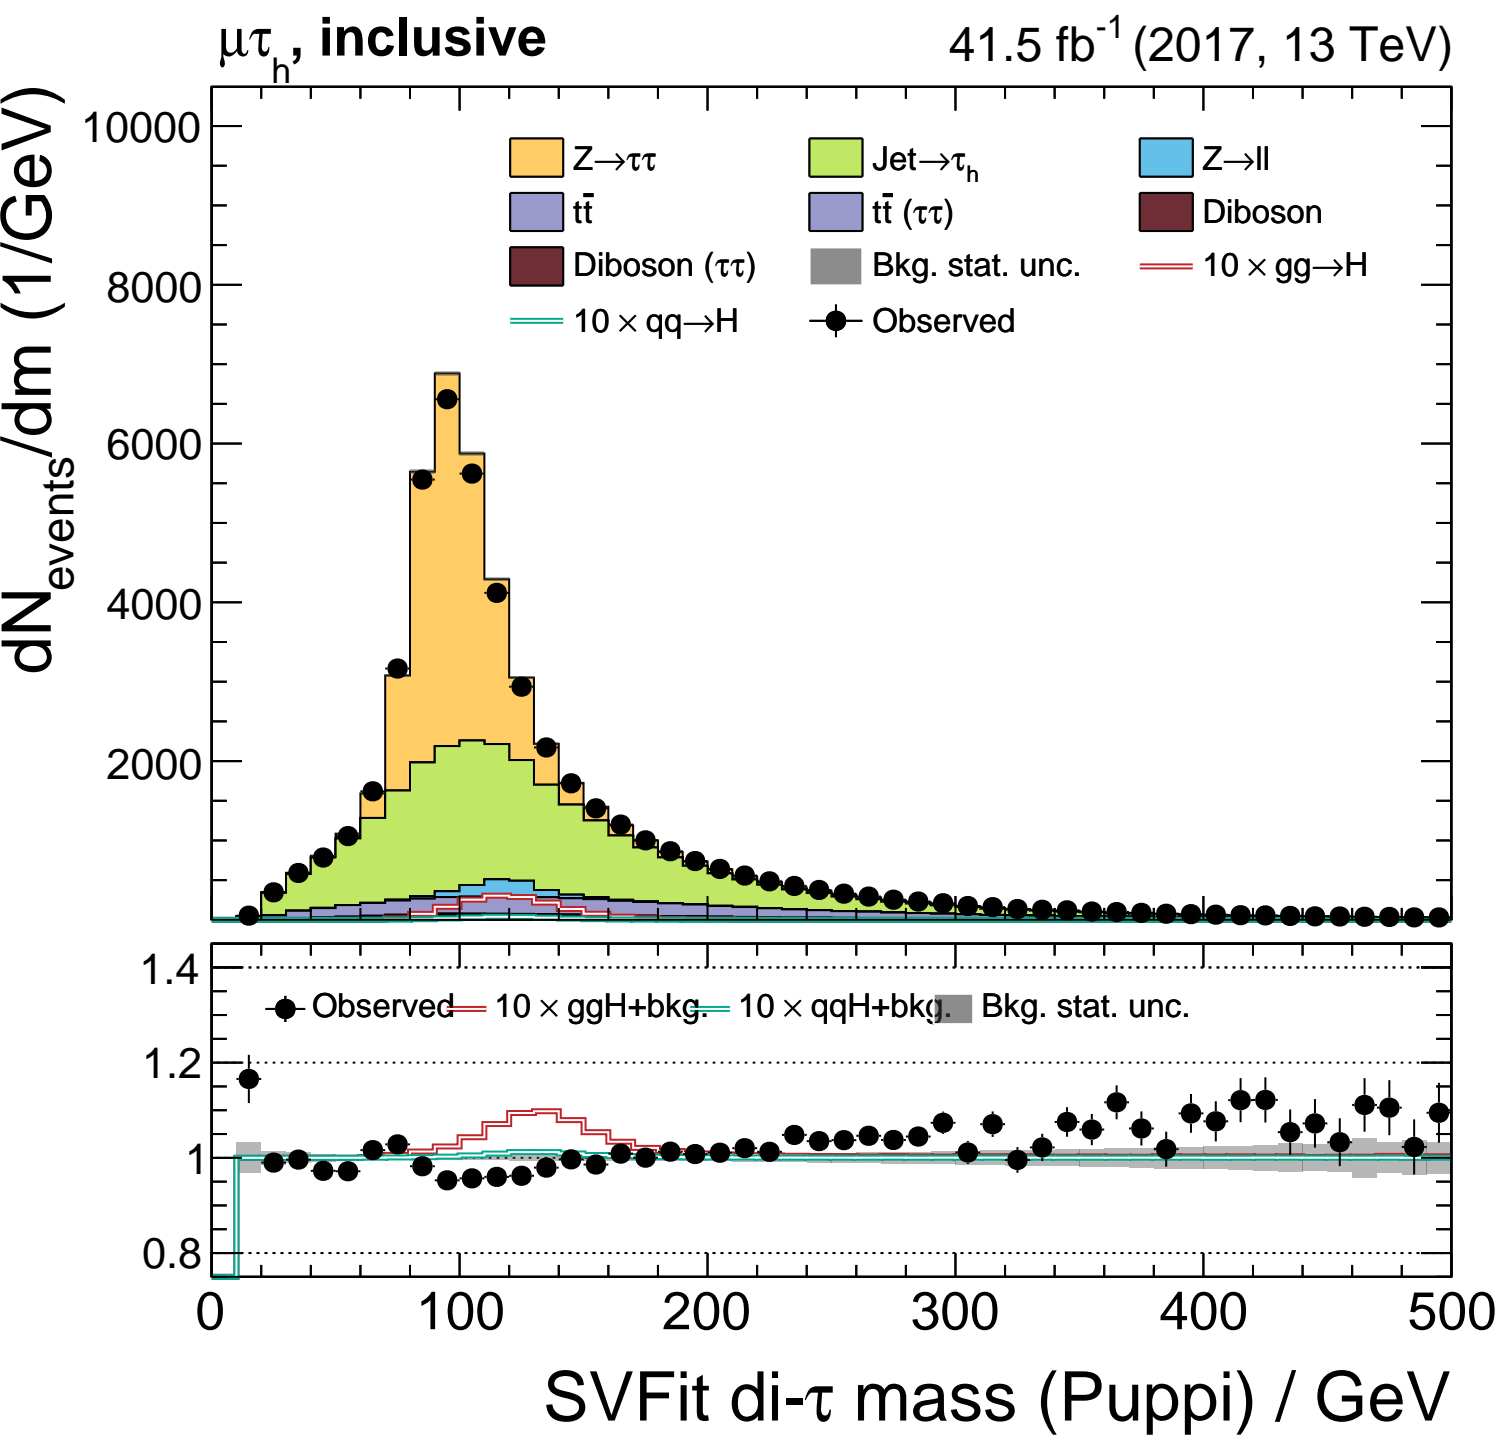 μτh, inclusive
41.5 fb-1 (2017, 13 TeV)
dNevents/dm (1/GeV)
10000
8000
6000
4000
2000
Z→ττ Jet→τh Z→ll
tt̄ tt̄ (ττ) Diboson
Diboson (ττ) Bkg. stat. unc. 10 × gg→H
10 × qq→H Observed
1.4
1.2
1
0.8
Observed 10 × ggH+bkg. 10 × qqH+bkg. Bkg. stat. unc.
0 100 200 300 400 500
SVFit di-τ mass (Puppi) / GeV